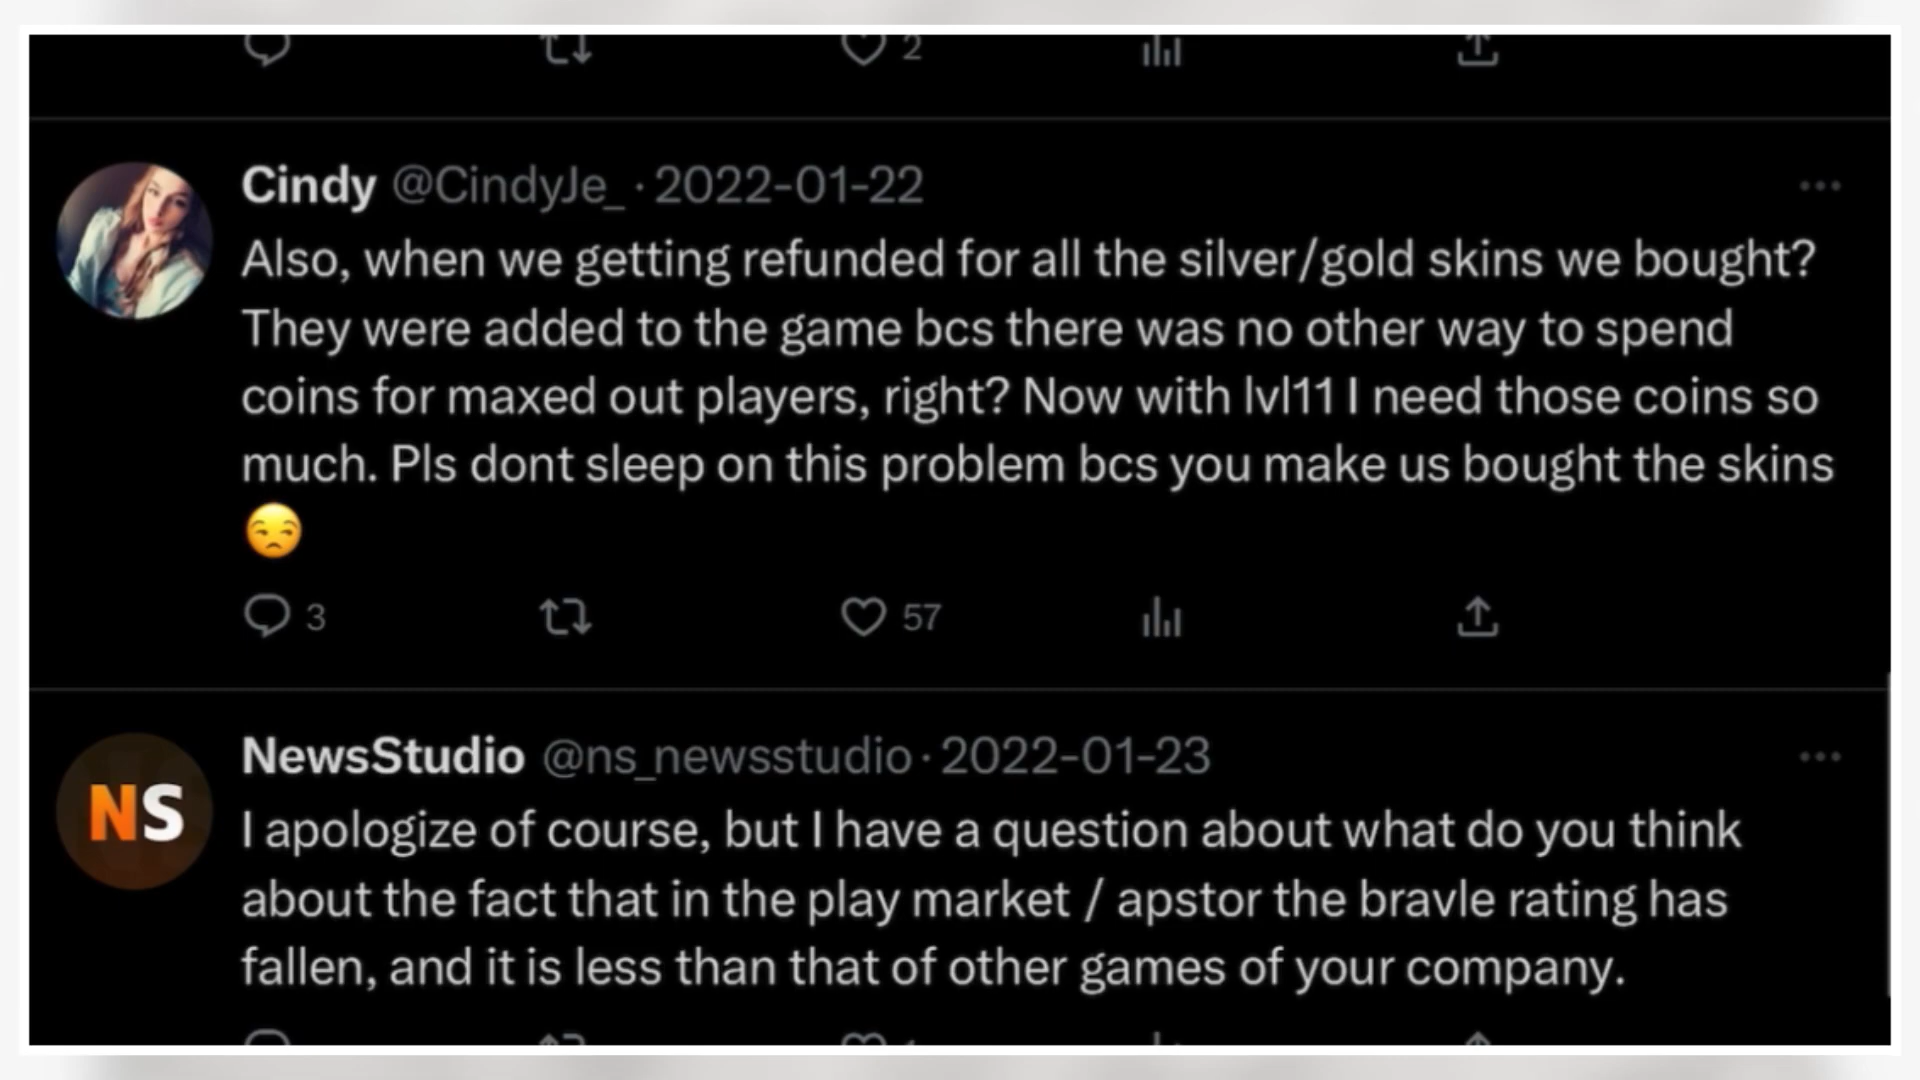 2
Cindy @CindyJe_ · 2022-01-22
Also, when we getting refunded for all the silver/gold skins we bought?
They were added to the game bcs there was no other way to spend
coins for maxed out players, right? Now with lvl11 I need those coins so
much. Pls dont sleep on this problem bcs you make us bought the skins
😒
3 57
NS
NewsStudio @ns_newsstudio · 2022-01-23
I apologize of course, but I have a question about what do you think
about the fact that in the play market / apstor the bravle rating has
fallen, and it is less than that of other games of your company.